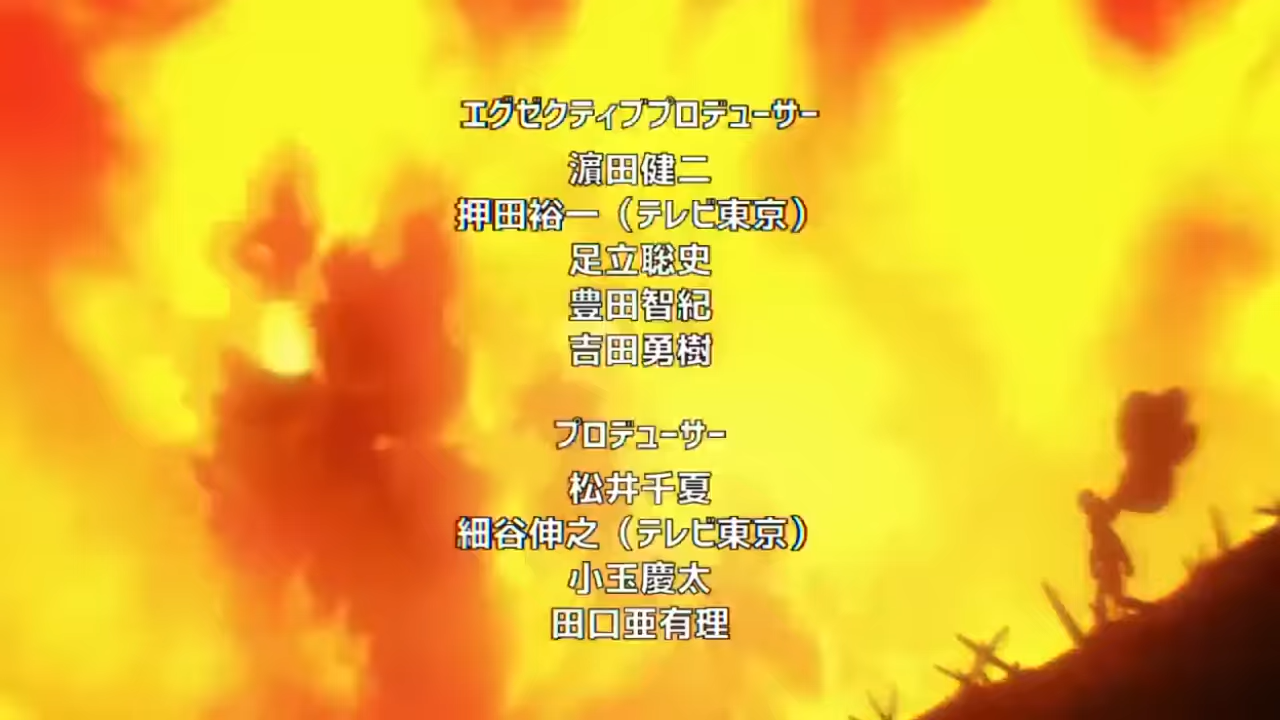 エグゼクティブプロデューサー
濵田健二
押田裕一（テレビ東京）
足立聡史
豊田智紀
吉田勇樹
プロデューサー
松井千夏
細谷伸之（テレビ東京）
小玉慶太
田口亜有理